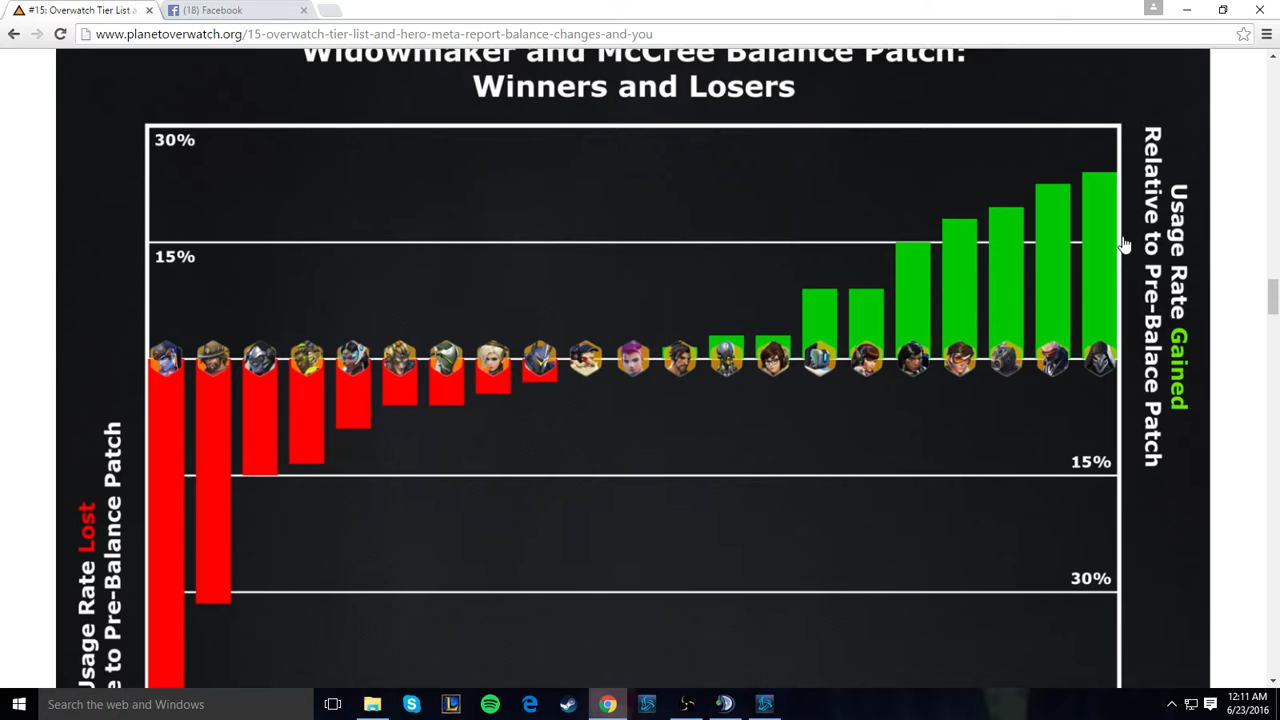 #15: Overwatch Tier List a
(18) Facebook
www.planetoverwatch.org/15-overwatch-tier-list-and-hero-meta-report-balance-changes-and-you
Widowmaker and McCree Balance Patch:
Winners and Losers
30%
15%
15%
30%
Usage Rate Gained
Relative to Pre-Balace Patch
Usage Rate Lost
e to Pre-Balance Patch
Search the web and Windows
12:11 AM
6/23/2016